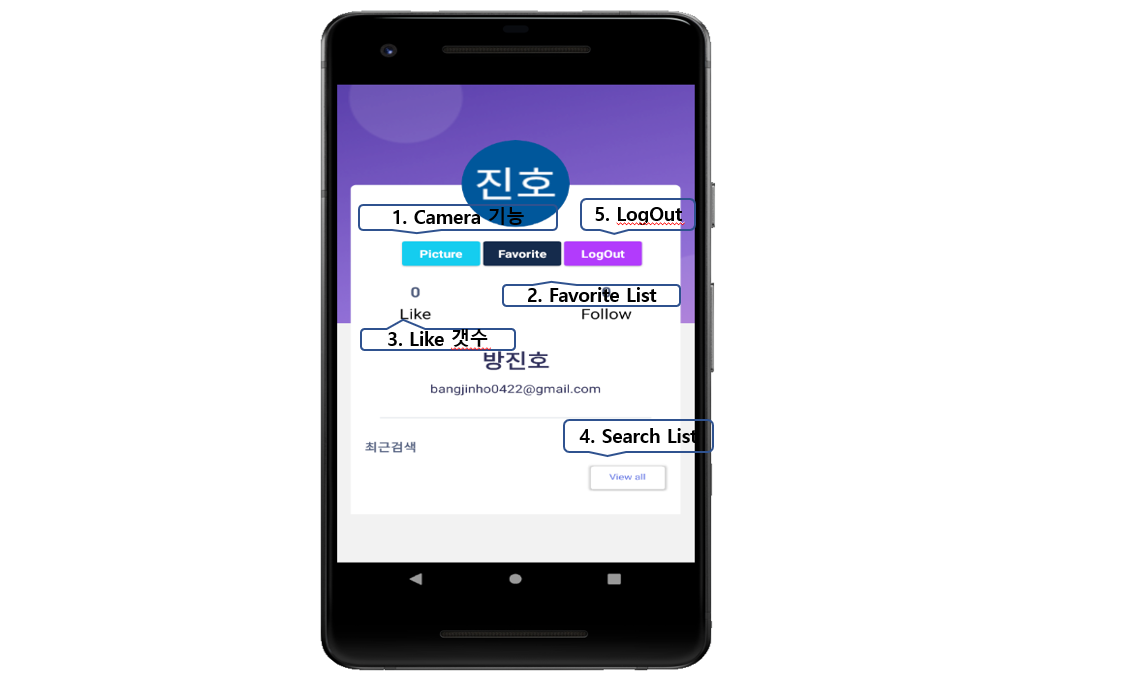 진호
1. Camera 기능
5. LogOut
Picture
Favorite
LogOut
0
2. Favorite List
Like
Follow
3. Like 갯수
방진호
bangjinho0422@gmail.com
4. Search List
최근검색
View all